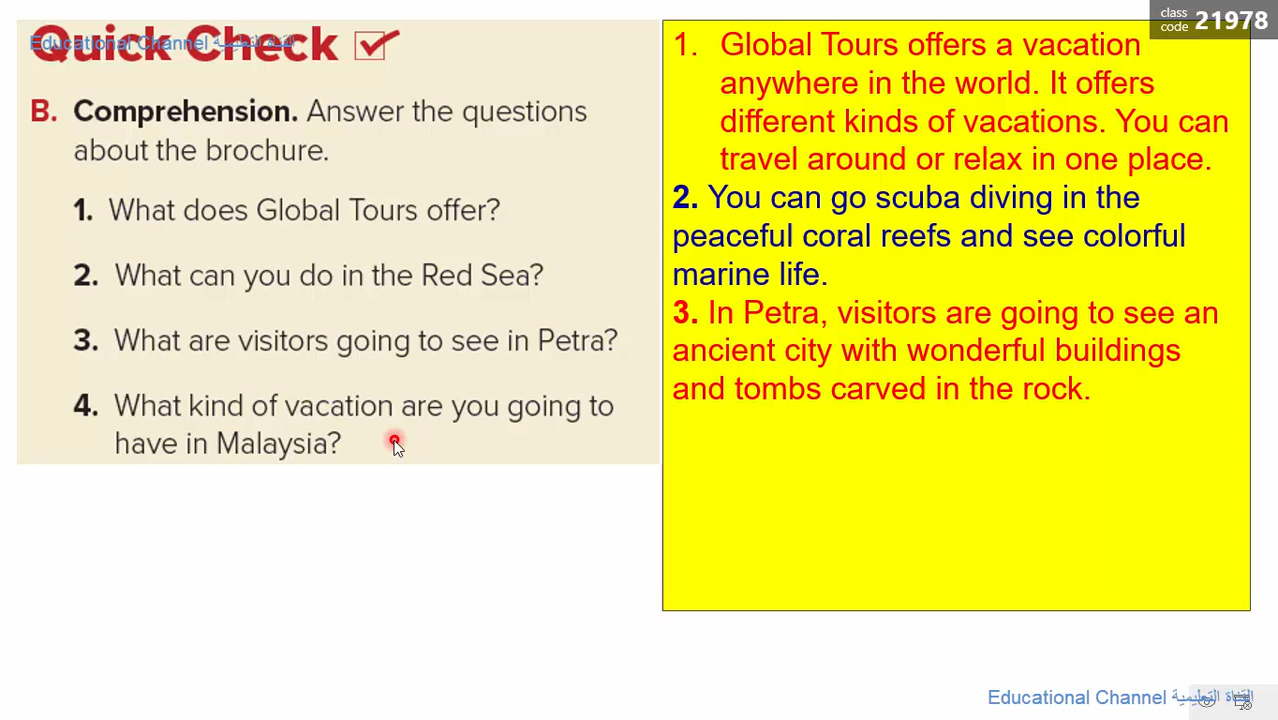 class code 21978
Educational Channel القناة التعليمية
Quick Check
B. Comprehension. Answer the questions
about the brochure.
1. What does Global Tours offer?
2. What can you do in the Red Sea?
3. What are visitors going to see in Petra?
4. What kind of vacation are you going to
have in Malaysia?
1. Global Tours offers a vacation
anywhere in the world. It offers
different kinds of vacations. You can
travel around or relax in one place.
2. You can go scuba diving in the
peaceful coral reefs and see colorful
marine life.
3. In Petra, visitors are going to see an
ancient city with wonderful buildings
and tombs carved in the rock.
Educational Channel القناة التعليمية